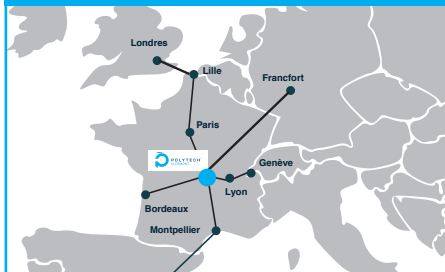 Londres
Lille
Francfort
Paris
POLYTECH
CLERMONT
Genève
Lyon
Bordeaux
Montpellier